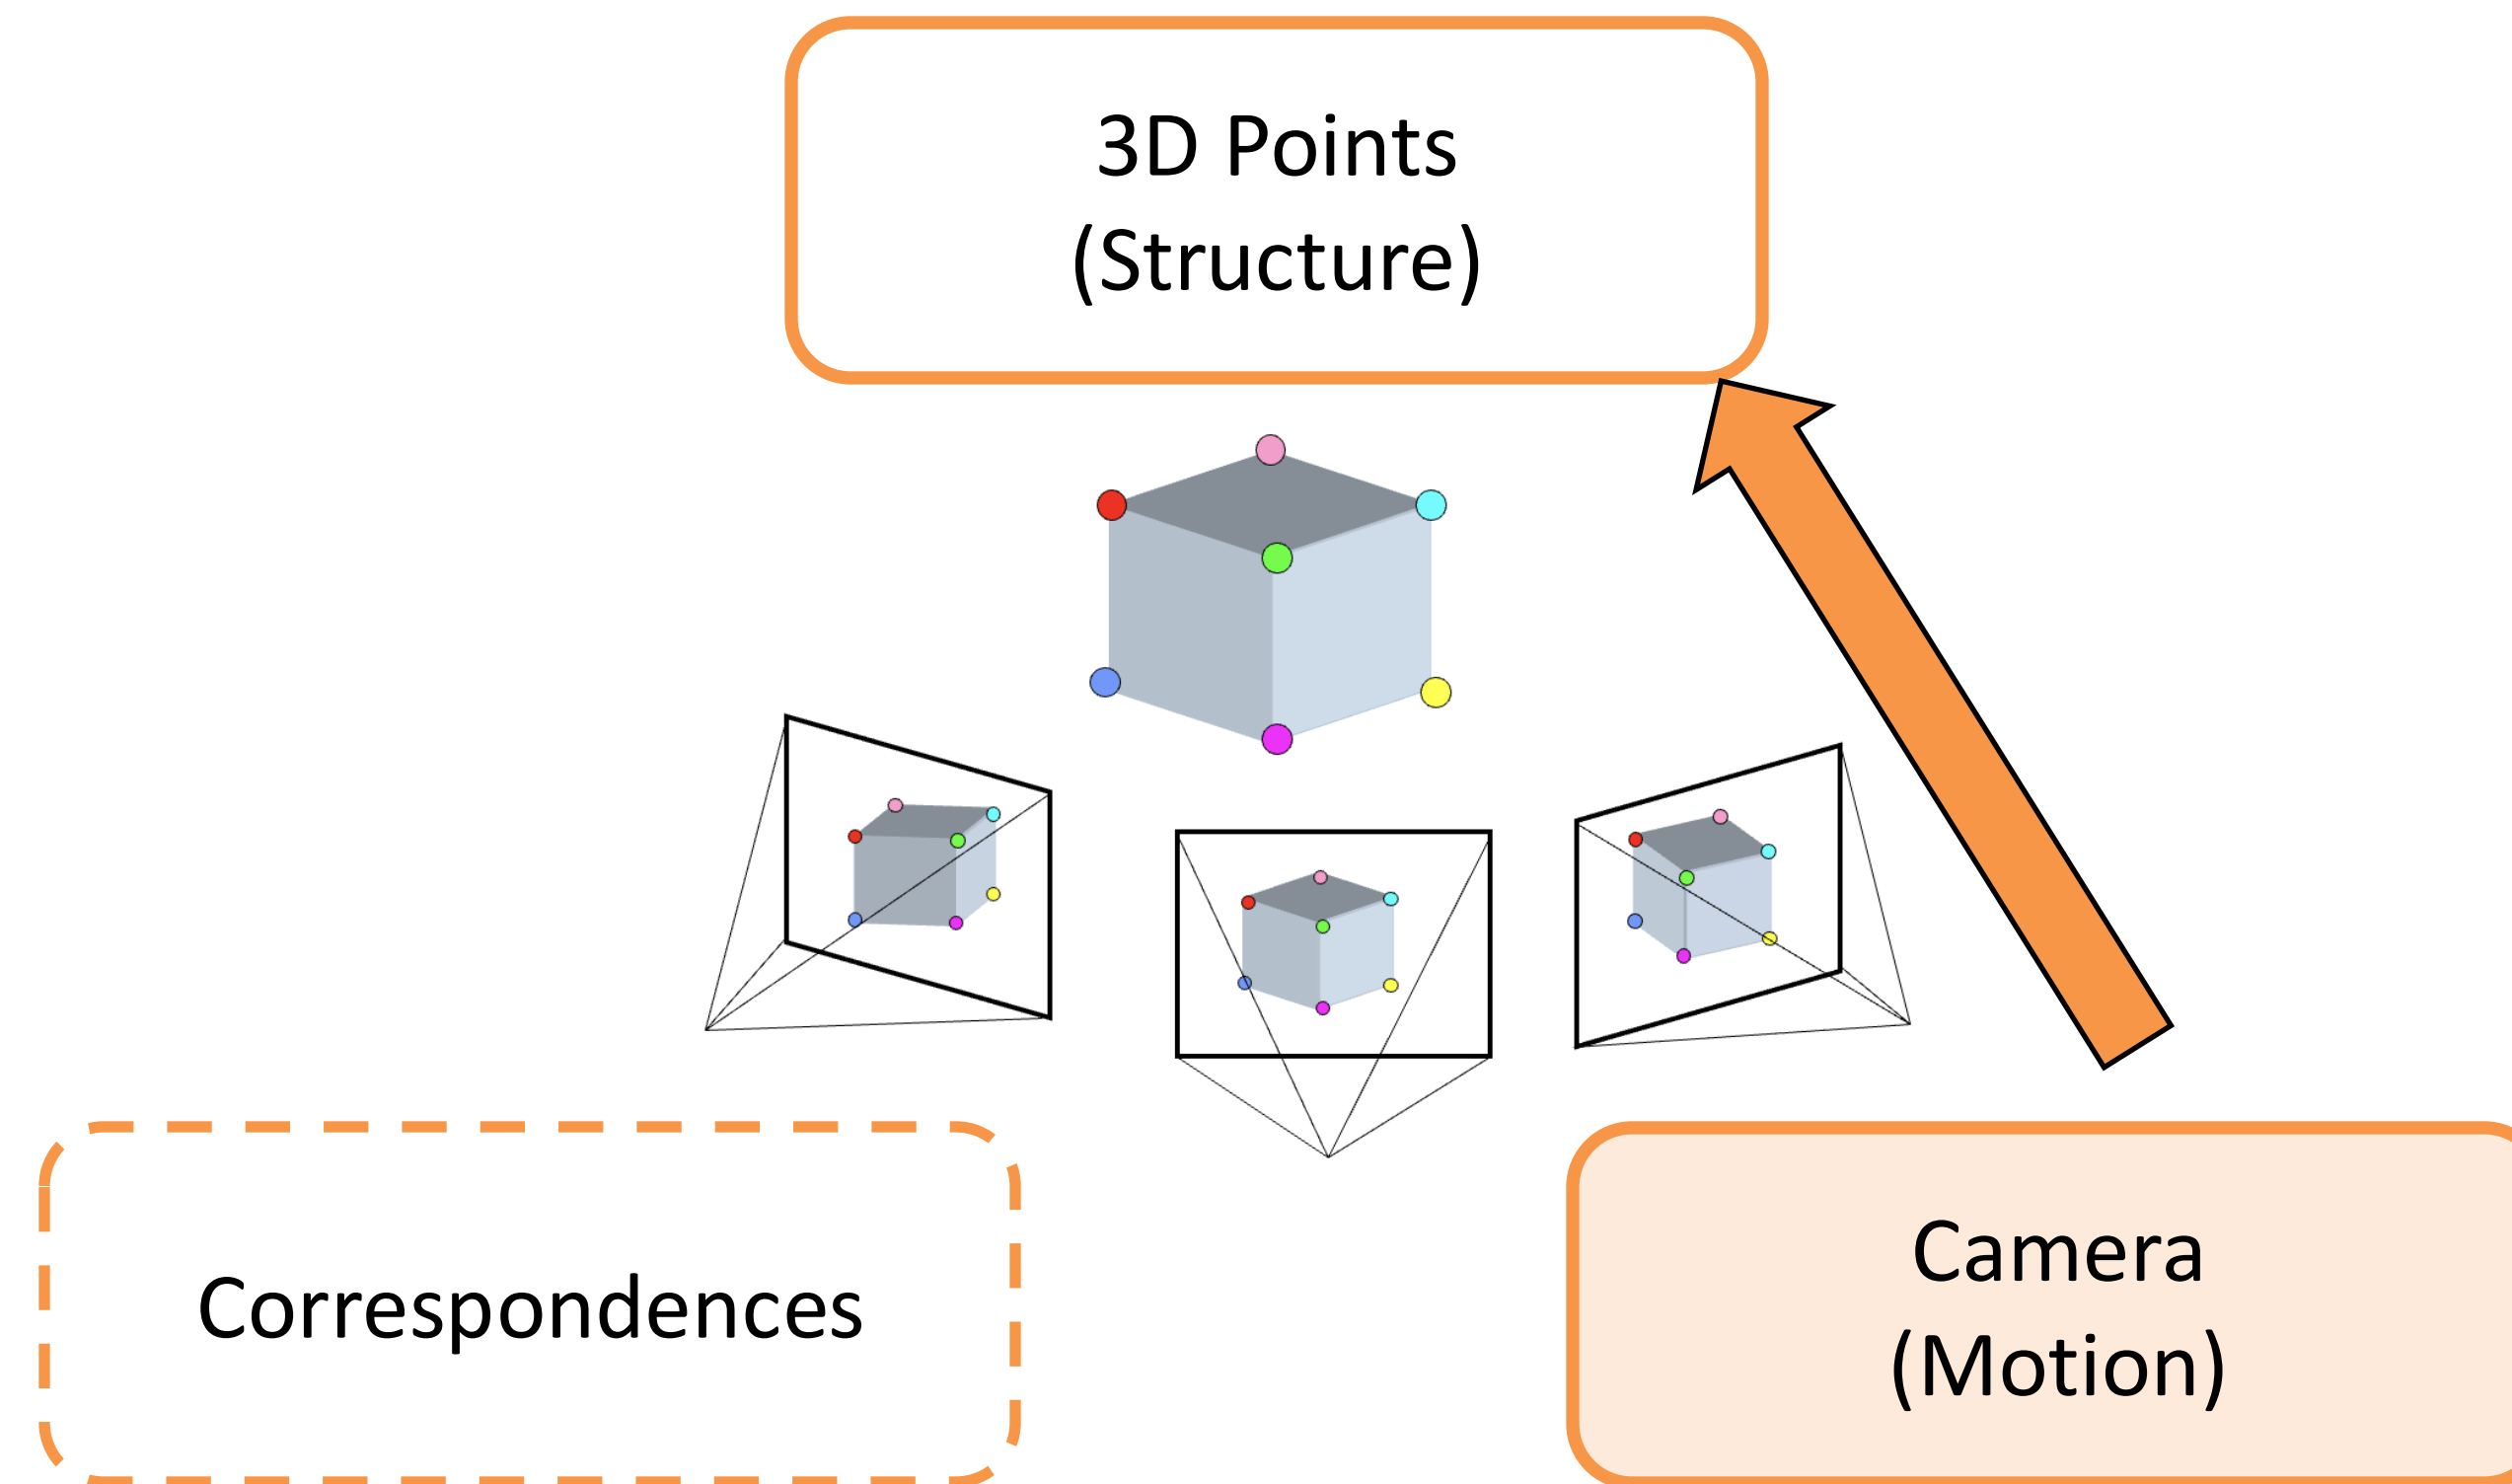 3D Points
(Structure)
Correspondences
Camera
(Motion)